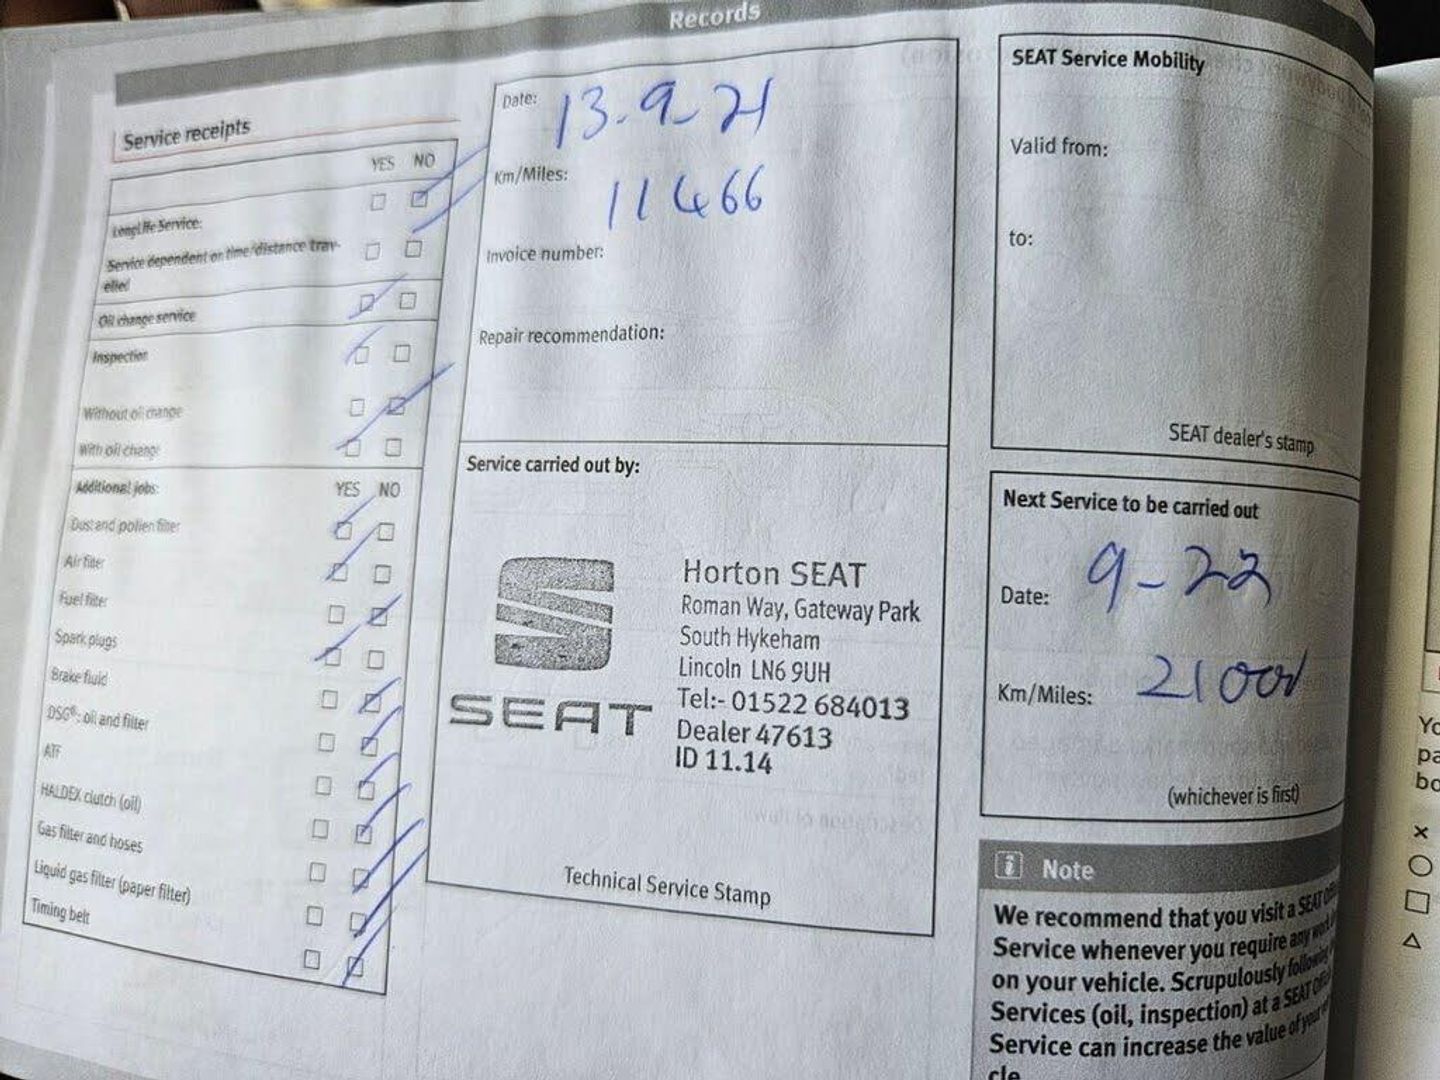 Records
Service receipts
YES NO
LongLife Service:
Service dependent on time/distance trav-
elled
Oil change service
Inspection
Without oil change
With oil change
Additional jobs: YES NO
Dust and pollen filter
Air filter
Fuel filter
Spark plugs
Brake fluid
DSG®: oil and filter
ATF
HALDEX clutch (oil)
Gas filter and hoses
Liquid gas filter (paper filter)
Timing belt
Date: 13-9-21
Km/Miles: 11466
Invoice number:
Repair recommendation:
Service carried out by:
SEAT
Horton SEAT
Roman Way, Gateway Park
South Hykeham
Lincoln LN6 9UH
Tel:- 01522 684013
Dealer 47613
ID 11.14
Technical Service Stamp
SEAT Service Mobility
Valid from:
to:
SEAT dealer's stamp
Next Service to be carried out
Date: 9-22
Km/Miles: 21000
(whichever is first)
i Note
We recommend that you visit a SEAT
Service whenever you require any work
on your vehicle. Scrupulously following
Services (oil, inspection) at a SEAT
Service can increase the value of your
cle